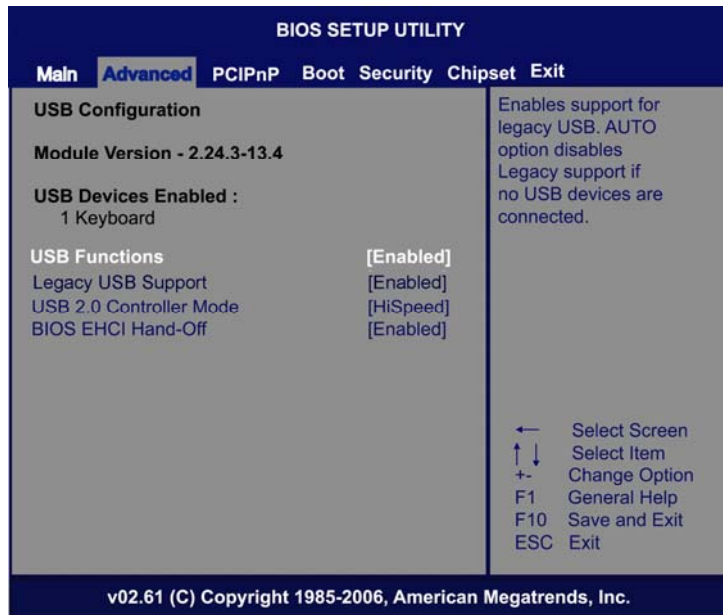 BIOS SETUP UTILITY
Main Advanced PCIPnP Boot Security Chipset Exit
USB Configuration
Module Version - 2.24.3-13.4
USB Devices Enabled :
1 Keyboard
USB Functions [Enabled]
Legacy USB Support [Enabled]
USB 2.0 Controller Mode [HiSpeed]
BIOS EHCI Hand-Off [Enabled]
Enables support for
legacy USB. AUTO
option disables
Legacy support if
no USB devices are
connected.
← Select Screen
↑ ↓ Select Item
+- Change Option
F1 General Help
F10 Save and Exit
ESC Exit
v02.61 (C) Copyright 1985-2006, American Megatrends, Inc.